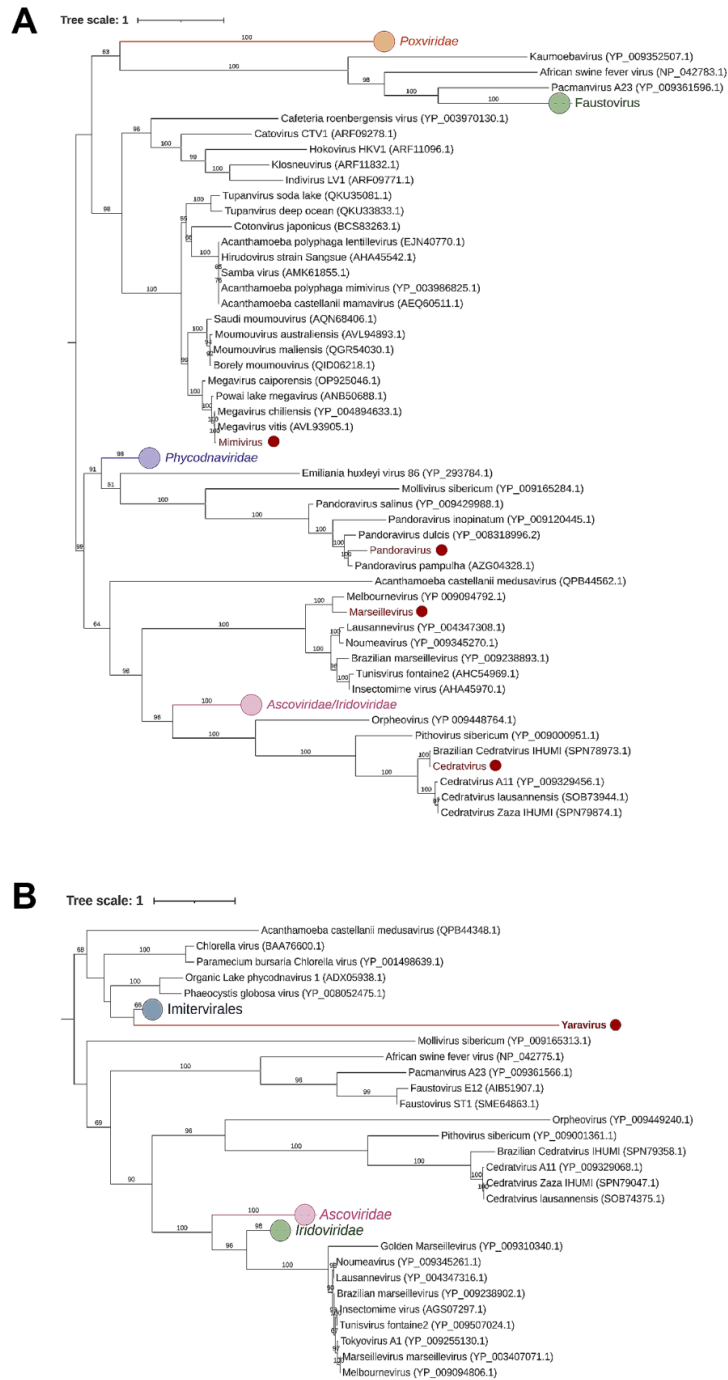 A
Tree scale: 1
100
Poxviridae
63
Kaumoebavirus (YP_009352507.1)
100
African swine fever virus (NP_042783.1)
98
Pacmanvirus A23 (YP_009361596.1)
100
100
Faustovirus
Cafeteria roenbergensis virus (YP_003970130.1)
96
Catovirus CTV1 (ARF09278.1)
100
Hokovirus HKV1 (ARF11096.1)
99
Klosneuvirus (ARF11832.1)
100
Indivirus LV1 (ARF09771.1)
98
Tupanvirus soda lake (QKU35081.1)
100
Tupanvirus deep ocean (QKU33833.1)
Cotonvirus japonicus (BCS83263.1)
Acanthamoeba polyphaga lentillevirus (EJN40770.1)
100
Hirudovirus strain Sangsue (AHA45542.1)
Samba virus (AMK61855.1)
76
Acanthamoeba polyphaga mimivirus (YP_003986825.1)
100
Acanthamoeba castellanii mamavirus (AEQ60511.1)
Saudi moumouvirus (AQN68406.1)
100
Moumouvirus australiensis (AVL94893.1)
Moumouvirus maliensis (QGR54030.1)
Borely moumouvirus (QID06218.1)
99
Megavirus caiporensis (OP925046.1)
Powai lake megavirus (ANB50688.1)
100
Megavirus chiliensis (YP_004894633.1)
Megavirus vitis (AVL93905.1)
Mimivirus
98
Phycodnaviridae
91
Emiliania huxleyi virus 86 (YP_293784.1)
51
Mollivirus sibericum (YP_009165284.1)
100
Pandoravirus salinus (YP_009429988.1)
100
Pandoravirus inopinatum (YP_009120445.1)
Pandoravirus dulcis (YP_008318996.2)
100
Pandoravirus
99
Pandoravirus pampulha (AZG04328.1)
Acanthamoeba castellanii medusavirus (QPB44562.1)
Melbournevirus (YP_009094792.1)
100
Marseillevirus
64
100
Lausannevirus (YP_004347308.1)
100
Noumeavirus (YP_009345270.1)
Brazilian marseillevirus (YP_009238893.1)
Tunisvirus fontaine2 (AHC54969.1)
98
100
Insectomime virus (AHA45970.1)
100
Ascoviridae/Iridoviridae
98
Orpheovirus (YP_009448764.1)
100
Pithovirus sibericum (YP_009000951.1)
100
Brazilian Cedratvirus IHUMI (SPN78973.1)
100
Cedratvirus
100
Cedratvirus A11 (YP_009329456.1)
Cedratvirus lausannensis (SOB73944.1)
Cedratvirus Zaza IHUMI (SPN79874.1)
B
Tree scale: 1
Acanthamoeba castellanii medusavirus (QPB44348.1)
68
Chlorella virus (BAA76600.1)
100
Paramecium bursaria Chlorella virus (YP_001498639.1)
Organic Lake phycodnavirus 1 (ADX05938.1)
100
Phaeocystis globosa virus (YP_008052475.1)
66
Imitervirales
Yaravirus
Mollivirus sibericum (YP_009165313.1)
African swine fever virus (NP_042775.1)
100
Pacmanvirus A23 (YP_009361566.1)
98
Faustovirus E12 (AIB51907.1)
99
Faustovirus ST1 (SME64863.1)
69
Orpheovirus (YP_009449240.1)
96
Pithovirus sibericum (YP_009001361.1)
100
Brazilian Cedratvirus IHUMI (SPN79358.1)
100
Cedratvirus A11 (YP_009329068.1)
100
Cedratvirus Zaza IHUMI (SPN79047.1)
90
Cedratvirus lausannensis (SOB74375.1)
100
Ascoviridae
100
98
Iridoviridae
96
Golden Marseillevirus (YP_009310340.1)
100
Noumeavirus (YP_009345261.1)
Lausannevirus (YP_004347316.1)
Brazilian marseillevirus (YP_009238902.1)
Insectomime virus (AGS07297.1)
Tunisvirus fontaine2 (YP_009507024.1)
Tokyovirus A1 (YP_009255130.1)
97
Marseillevirus marseillevirus (YP_003407071.1)
100
Melbournevirus (YP_009094806.1)